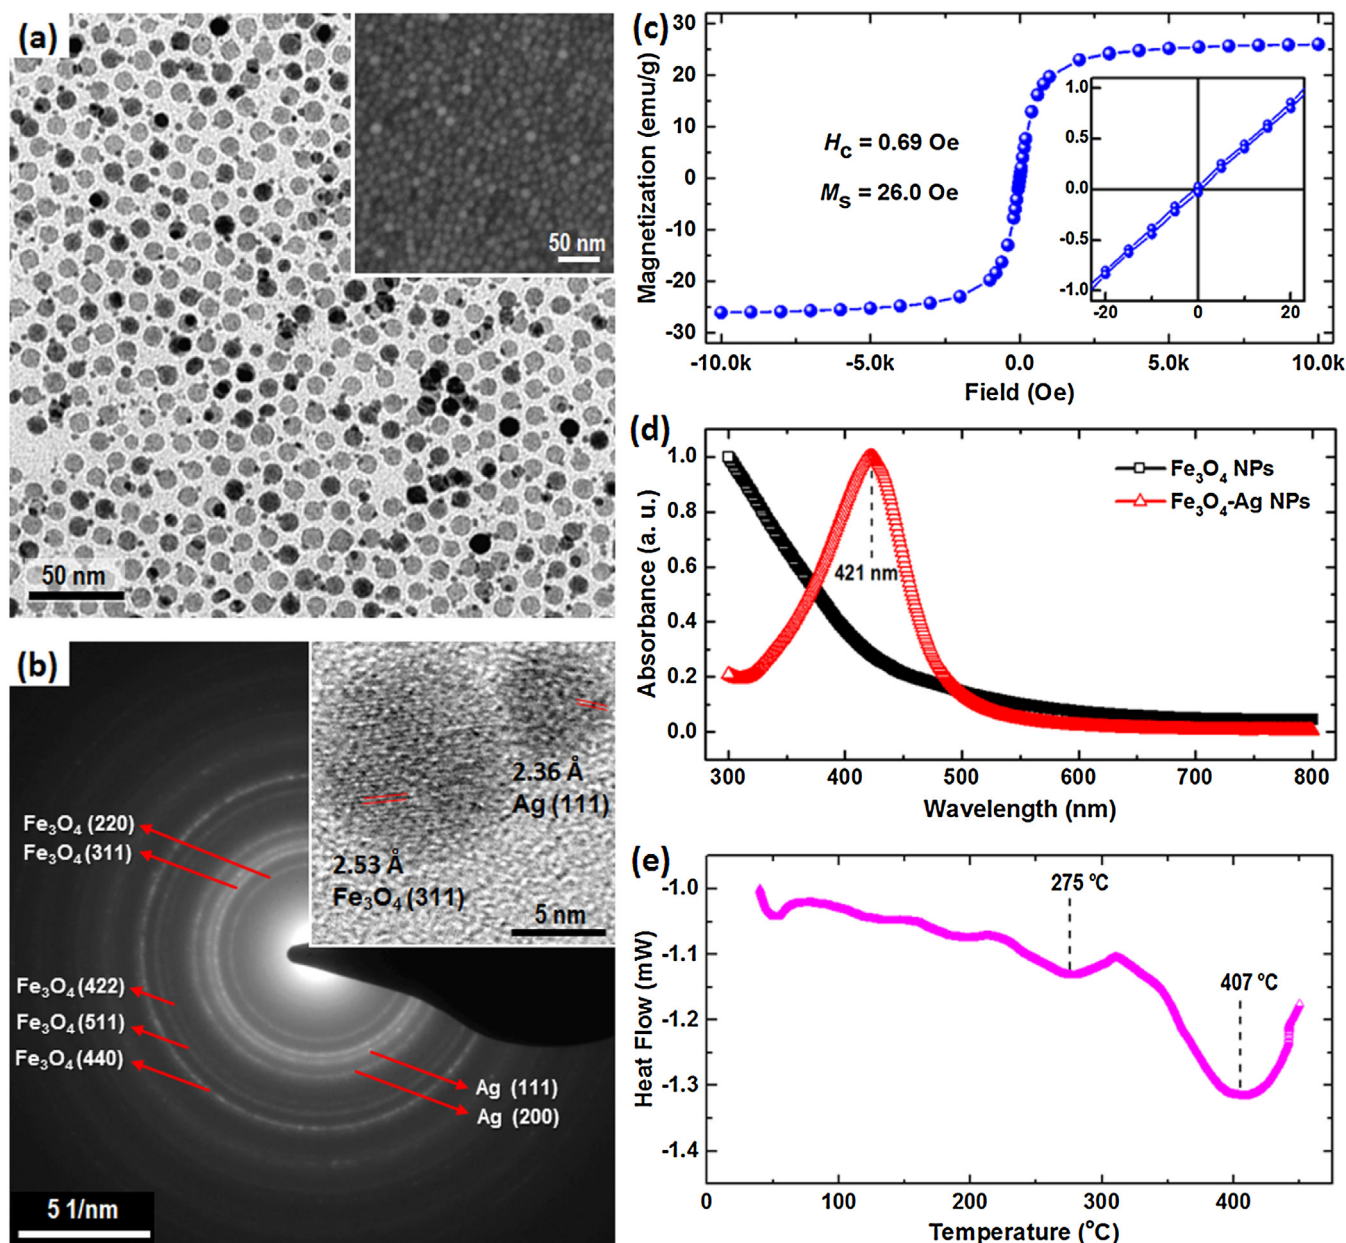 (a)
50 nm
50 nm
(b)
Fe₃O₄ (220)
Fe₃O₄ (311)
Fe₃O₄ (422)
Fe₃O₄ (511)
Fe₃O₄ (440)
Ag (111)
Ag (200)
2.36 Å
Ag (111)
2.53 Å
Fe₃O₄ (311)
5 nm
5 1/nm
(c)
Magnetization (emu/g)
30
20
10
0
-10
-20
-30
Hc = 0.69 Oe
Ms = 26.0 Oe
1.0
0.5
0.0
-0.5
-1.0
-20 0 20
-10.0k -5.0k 0.0 5.0k 10.0k
Field (Oe)
(d)
Absorbance (a. u.)
1.0
0.8
0.6
0.4
0.2
0.0
Fe₃O₄ NPs
Fe₃O₄-Ag NPs
421 nm
300 400 500 600 700 800
Wavelength (nm)
(e)
Heat Flow (mW)
-1.0
-1.1
-1.2
-1.3
-1.4
275 °C
407 °C
0 100 200 300 400
Temperature (°C)